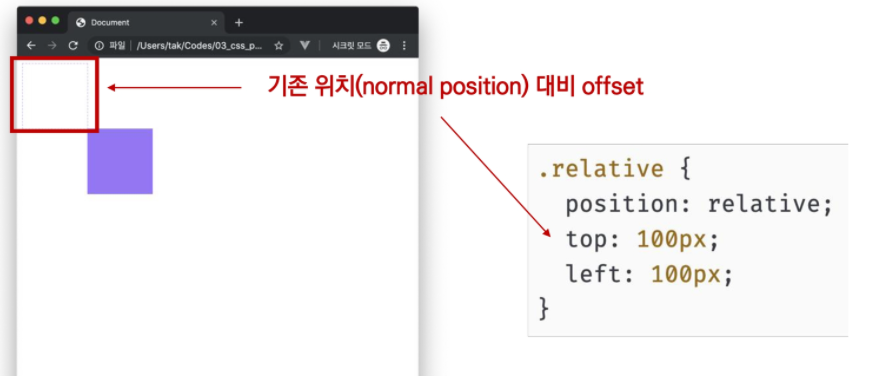 Document
파일 /Users/tak/Codes/03_css_p...
시크릿 모드
기존 위치(normal position) 대비 offset
.relative {
position: relative;
top: 100px;
left: 100px;
}